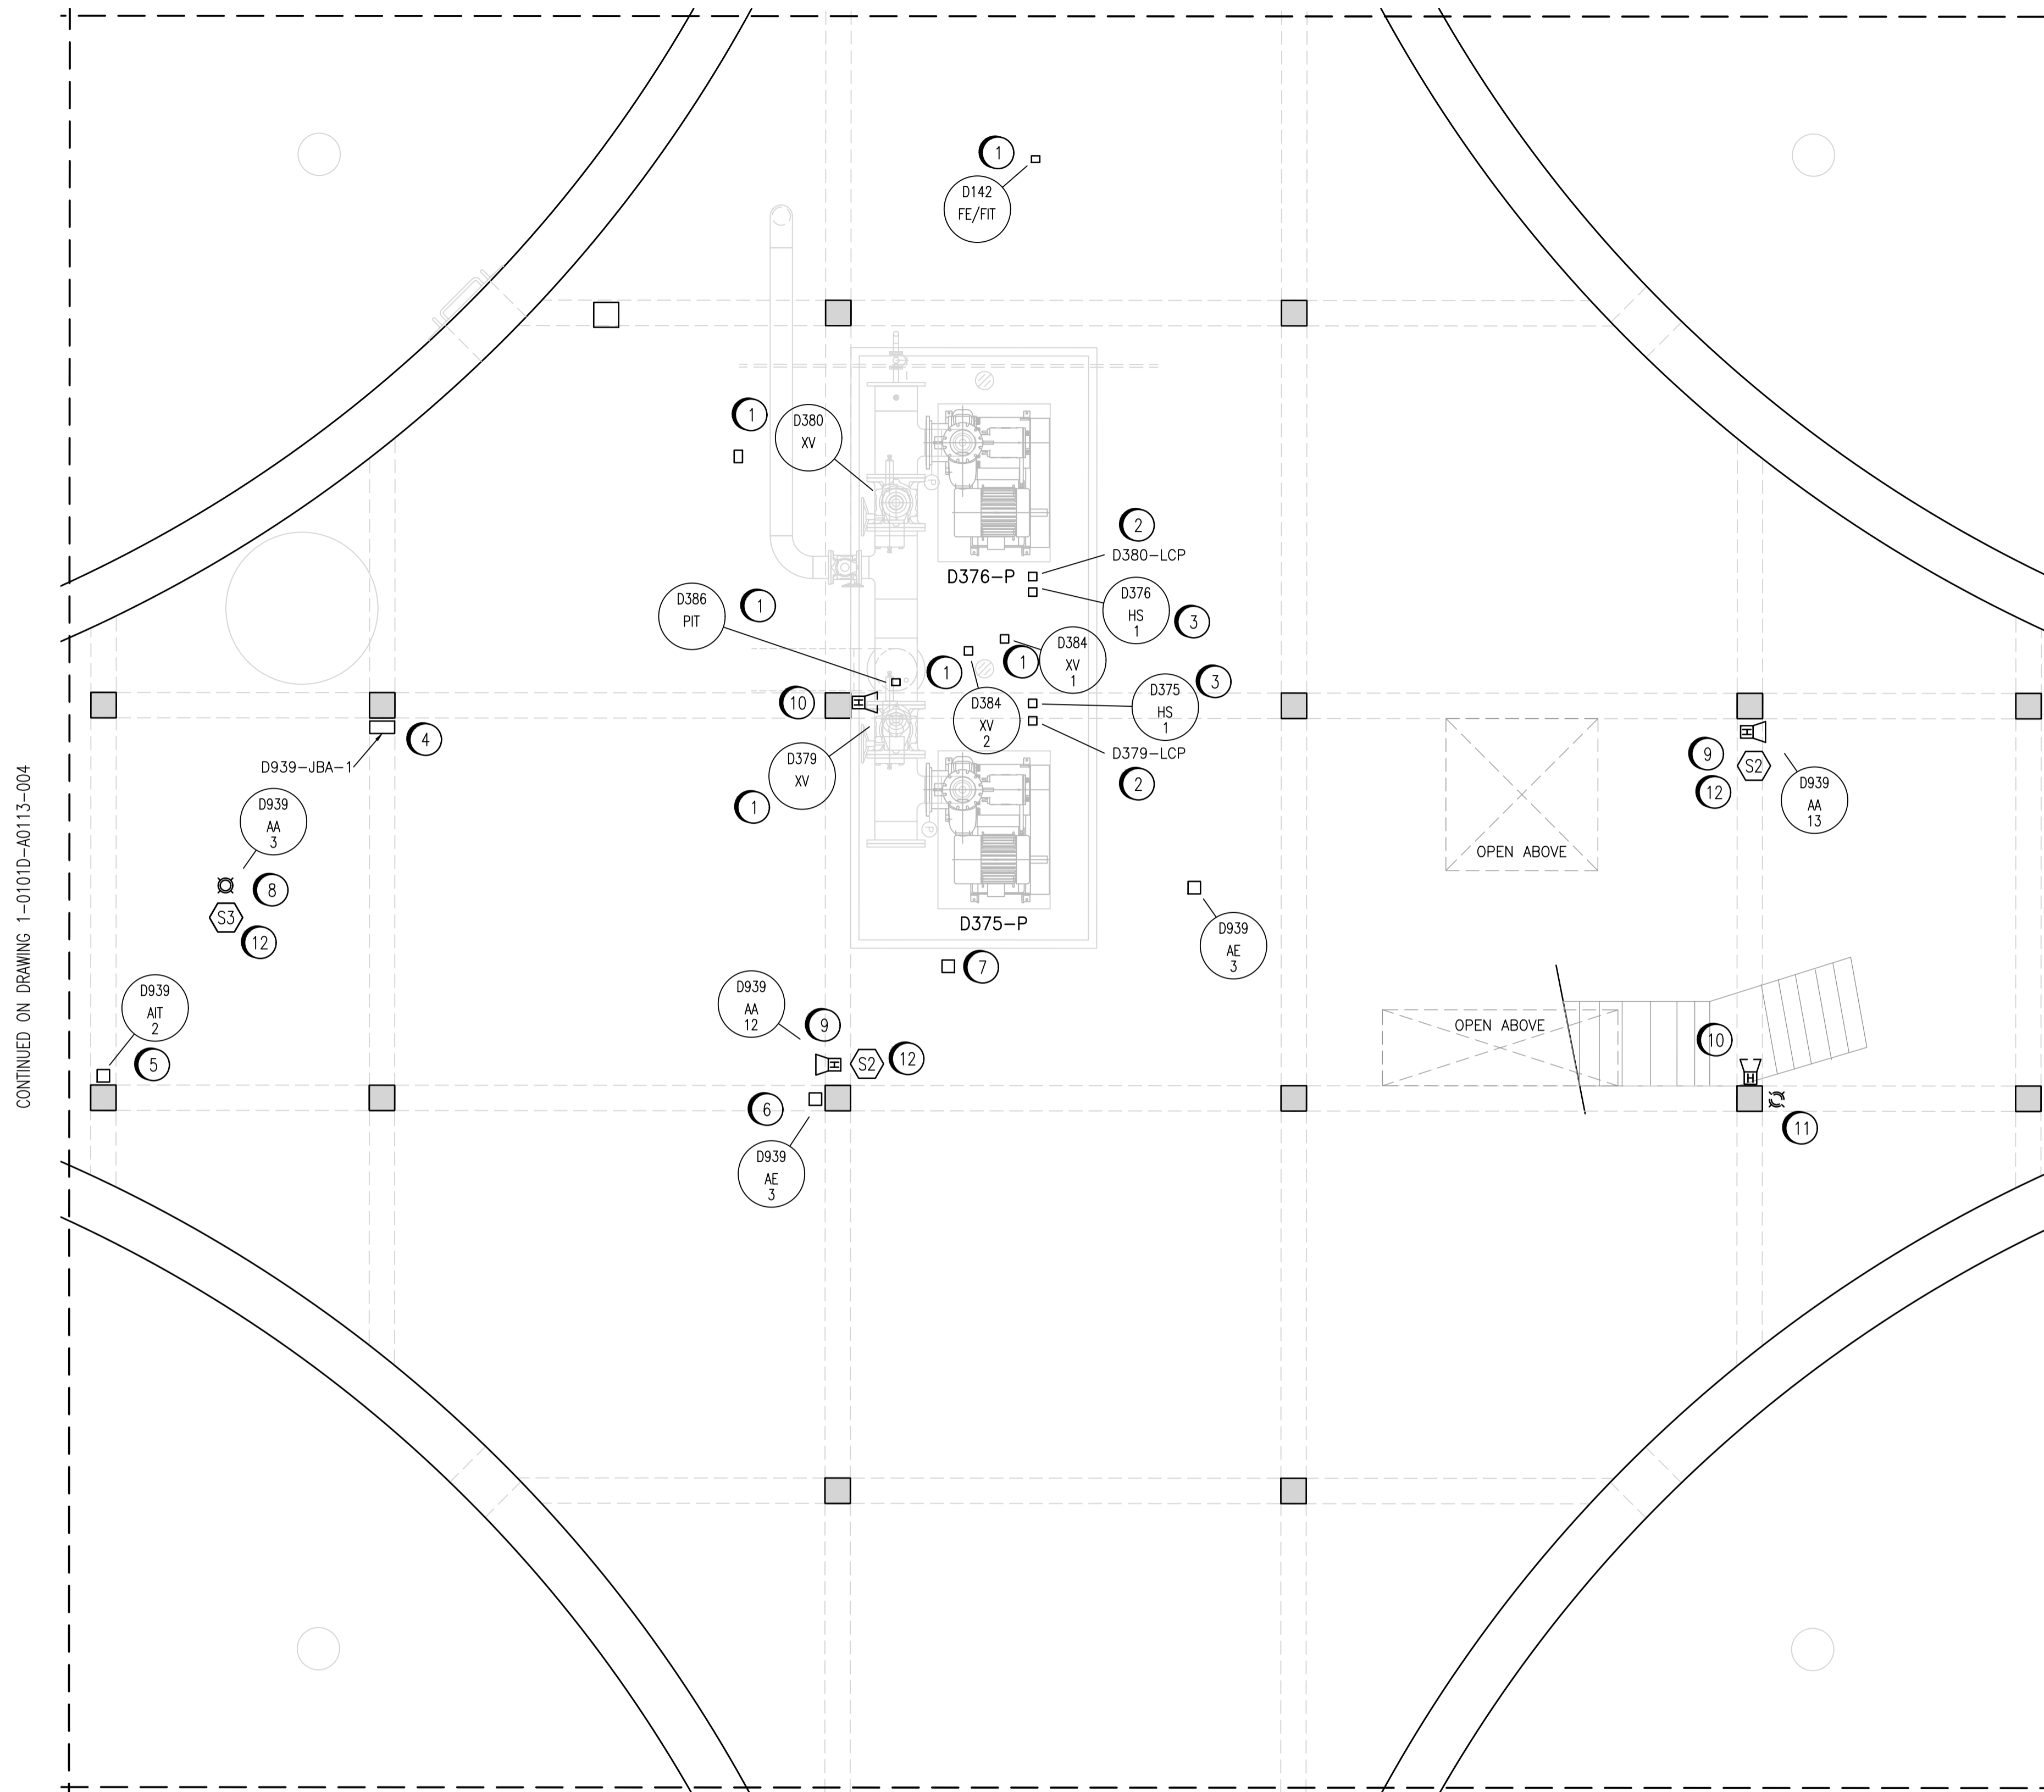 1
D142
FE/FIT
1
D380
XV
2
D380-LCP
D376-P
D386
PIT
1
D376
HS
1
3
1
1
D384
XV
1
3
D375
HS
1
D384
XV
2
10
4
D939-JBA-1
D379
XV
1
D379-LCP
2
9
S2
12
D939
AA
13
CONTINUED ON DRAWING 1-0101D-A0113-004
D939
AA
3
8
S3
12
P
P
OPEN ABOVE
D375-P
D939
AE
3
7
D939
AIT
2
5
D939
AA
12
9
H
S2
12
6
D939
AE
3
OPEN ABOVE
10
H
11
H
H